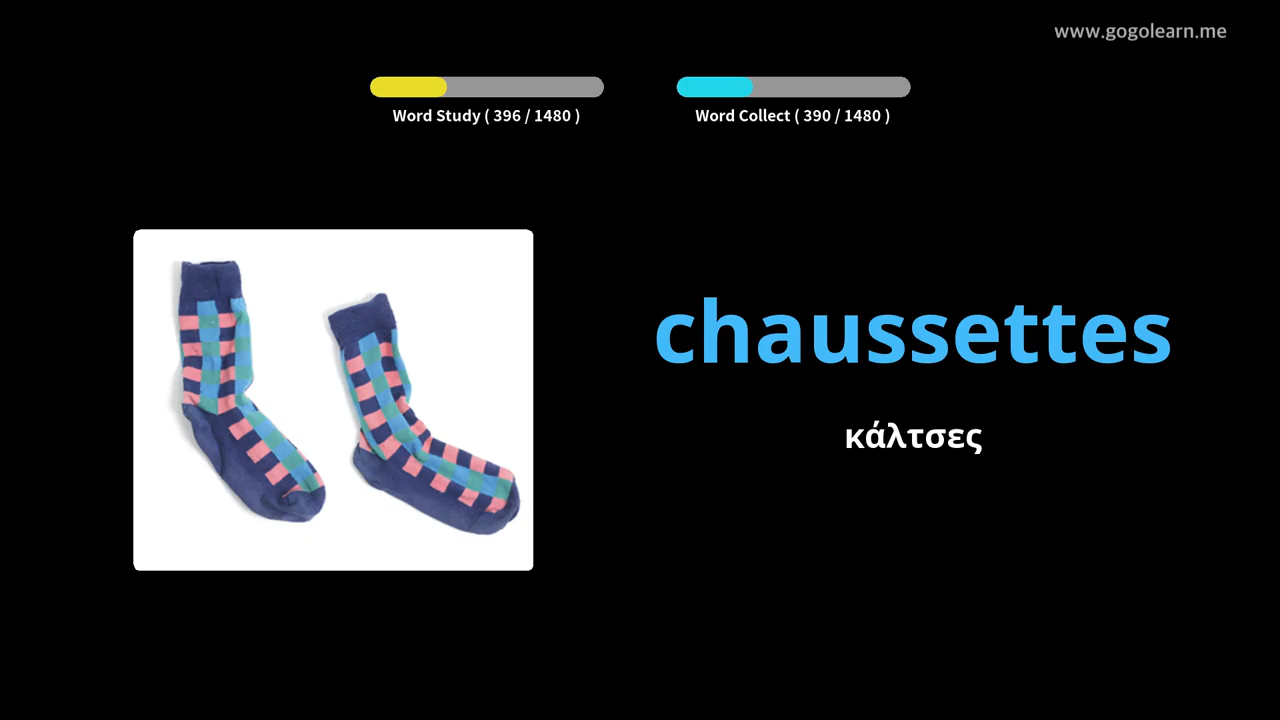 www.gogolearn.me
Word Study ( 396 / 1480 )
Word Collect ( 390 / 1480 )
chaussettes
κάλτσες